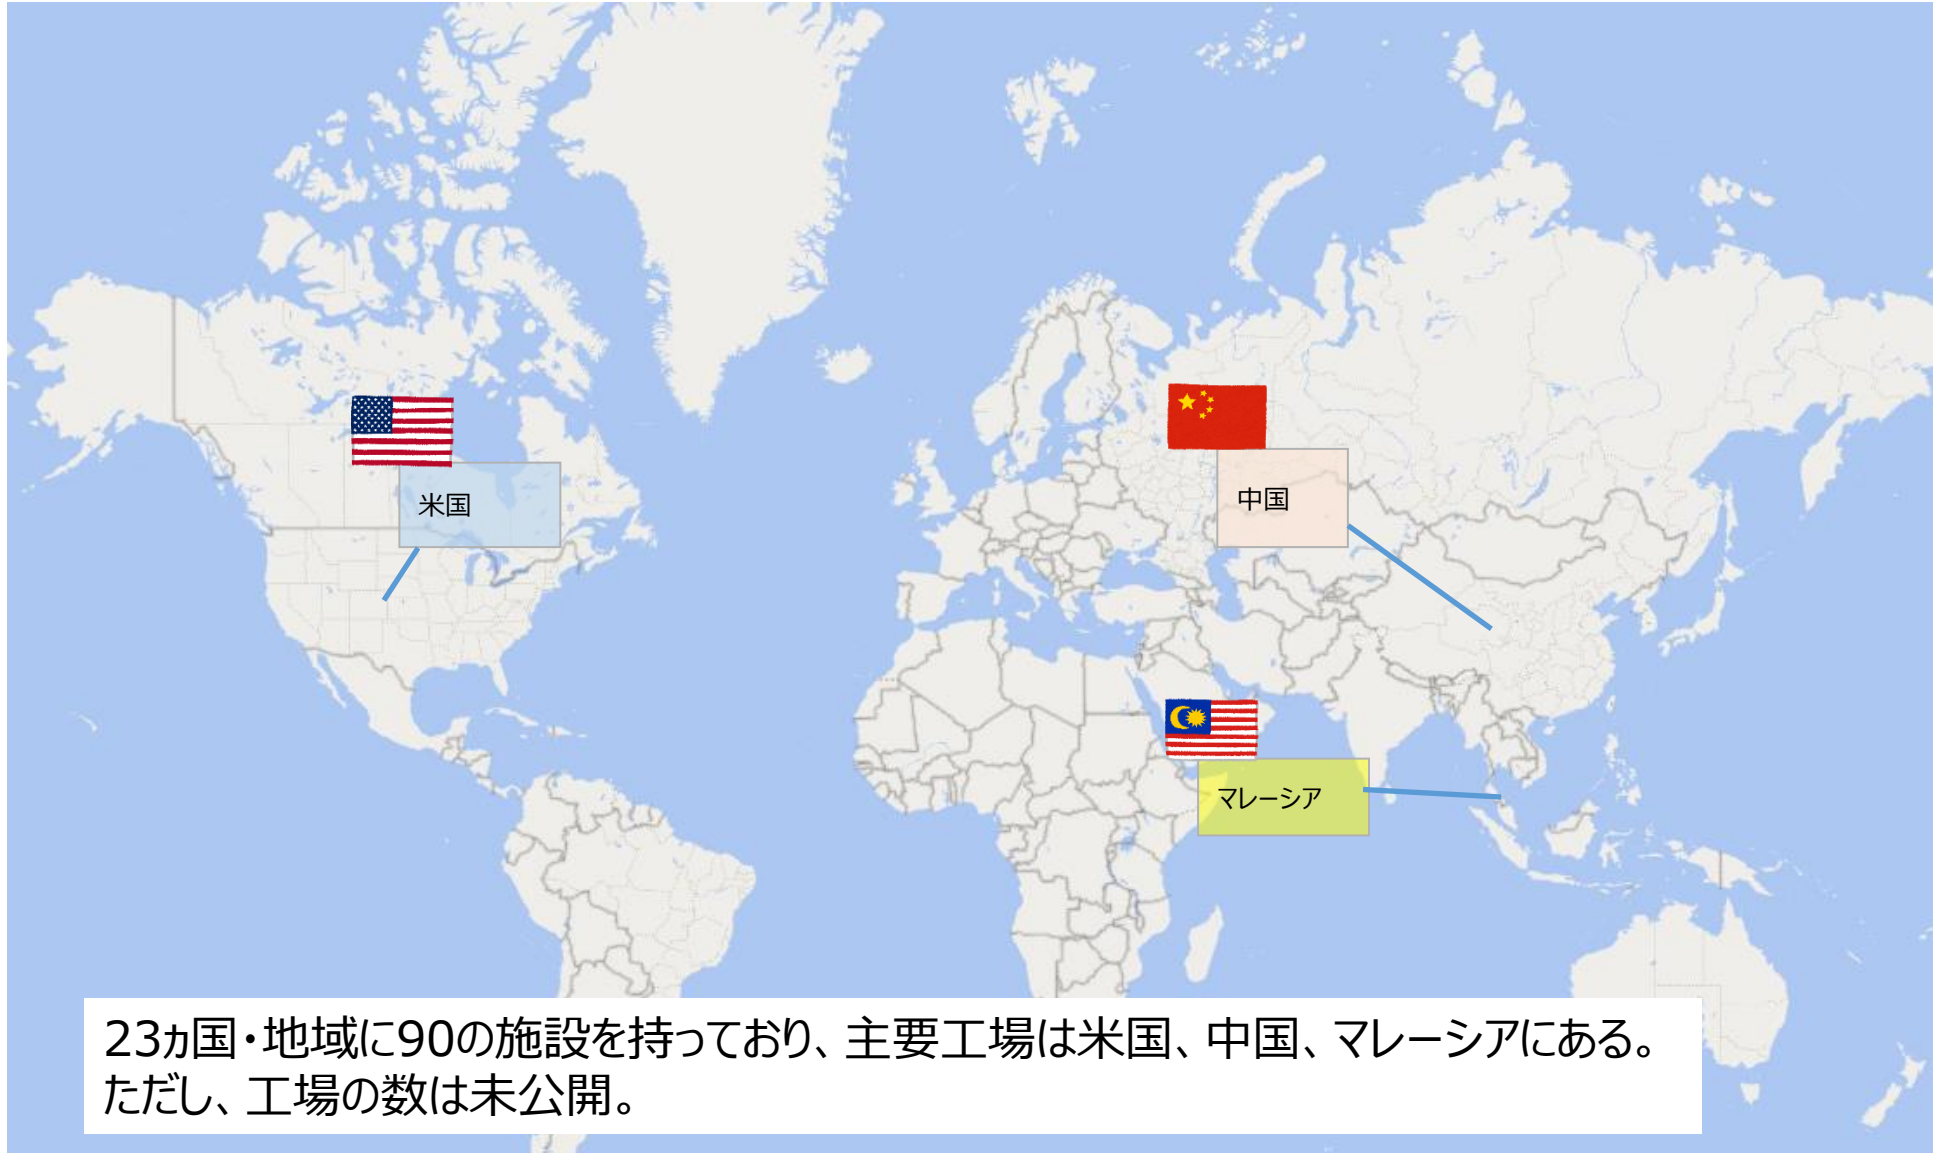 米国
中国
マレーシア
23ヵ国・地域に90の施設を持っており、主要工場は米国、中国、マレーシアにある。
ただし、工場の数は未公開。